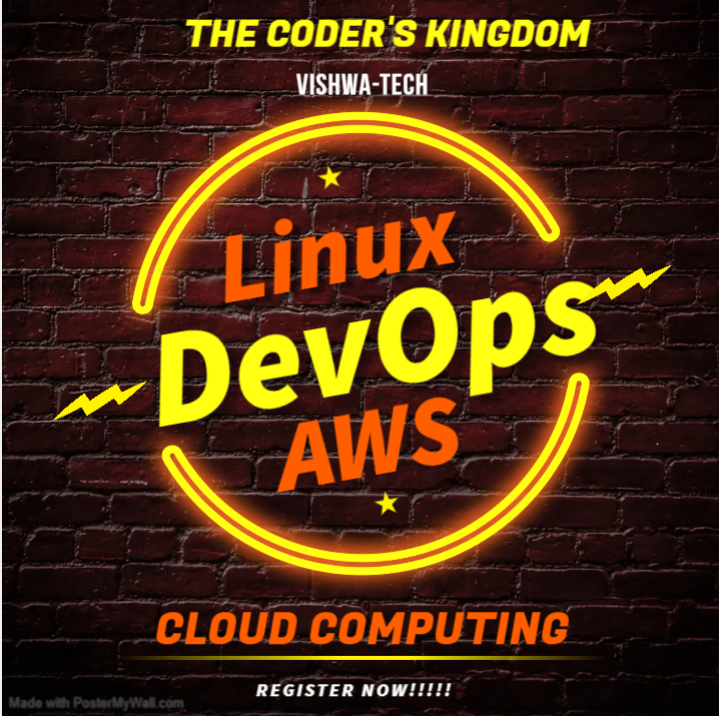 THE CODER'S KINGDOM
VISHWA-TECH
Linux
DevOps
AWS
CLOUD COMPUTING
REGISTER NOW!!!!!
Made with PosterMyWall.com